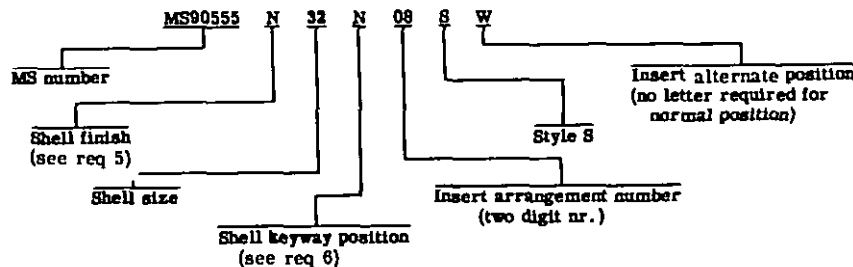 MS90555 N 32 N 08 S W
MS number
Insert alternate position
(no letter required for
normal position)
Shell finish
(see req 5)
Style S
Shell size
Insert arrangement number
(two digit nr.)
Shell keyway position
(see req 6)